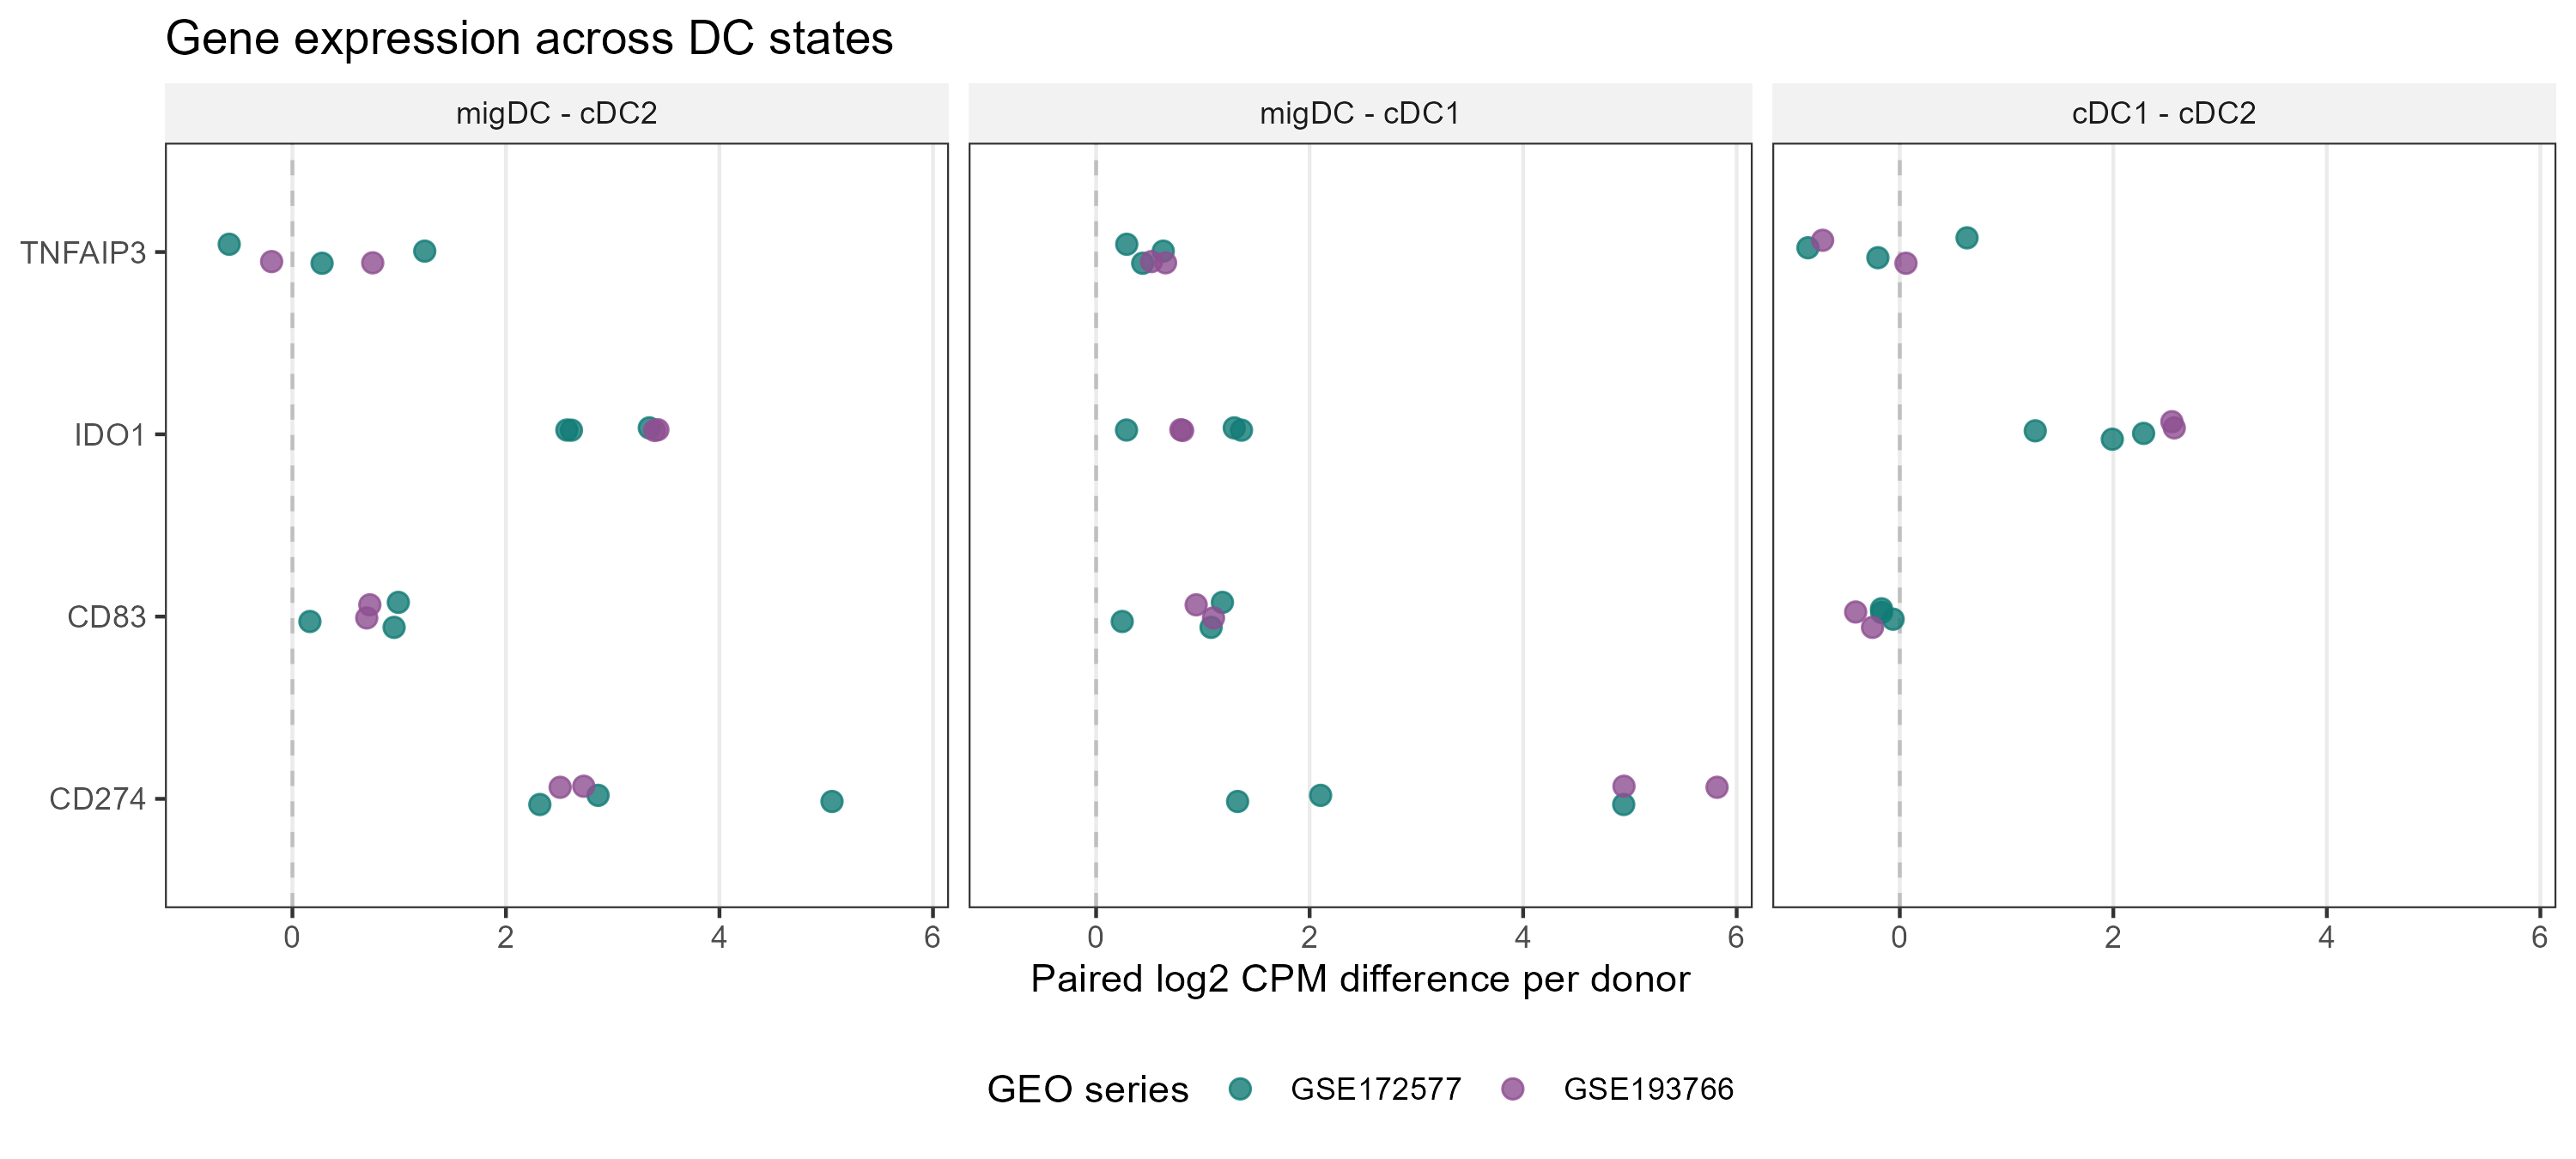 Gene expression across DC states
migDC - cDC2
migDC - cDC1
cDC1 - cDC2
TNFAIP3
IDO1
CD83
CD274
0 2 4 6
0 2 4 6
0 2 4 6
Paired log2 CPM difference per donor
GEO series GSE172577 GSE193766